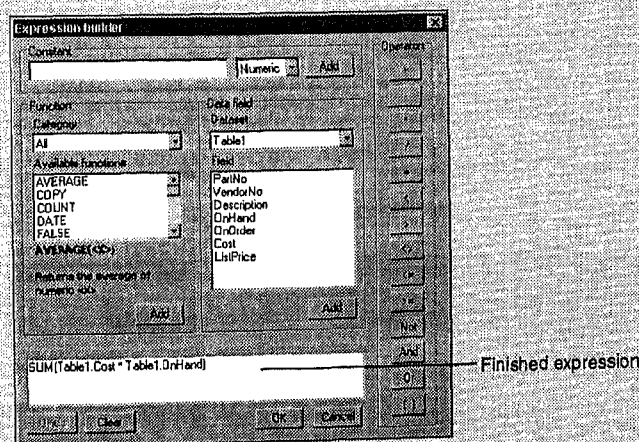 Expression builder
Constant
Numeric
Add
Operators
Function
Category
All
Available functions
AVERAGE
COPY
COUNT
DATE
FALSE
AVERAGE(<X>)
Returns the average of
numeric <X>
Add
Data field
Dataset
Table1
Field
PartNo
VendorNo
Description
OnHand
OnOrder
Cost
ListPrice
Add
Not
And
SUM(Table1.Cost * Table1.OnHand)
Clear
OK
Cancel
Finished expression